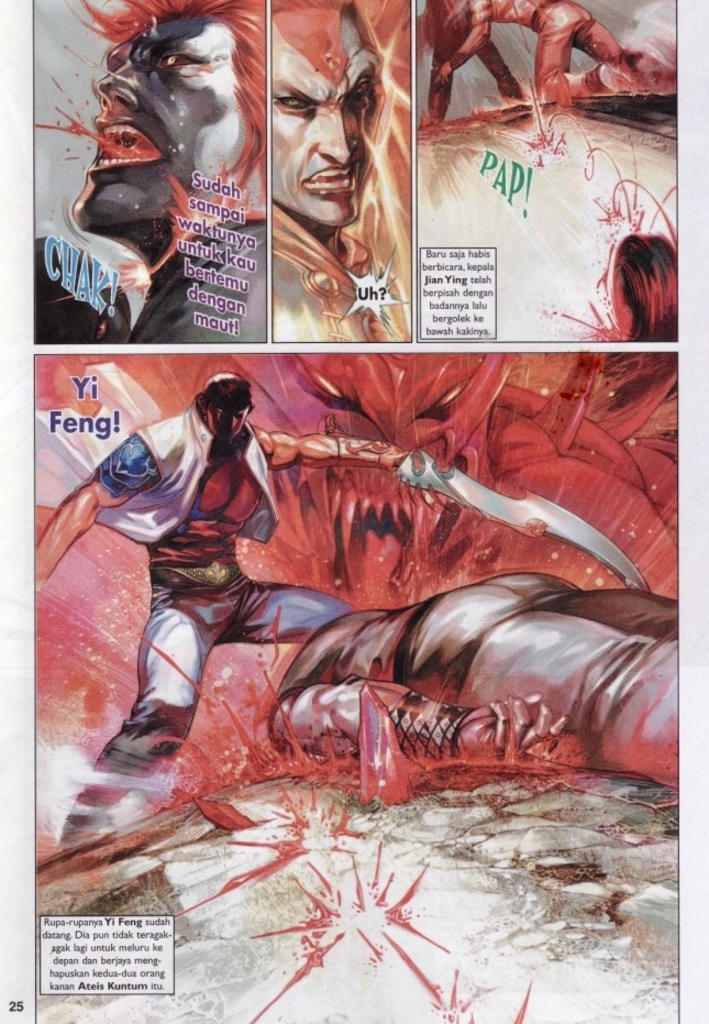 Sudah
sampai
waktunya
untuk kau
bertemu
dengan
maut!
CHAK!
Uh?
PAP!
Baru saja habis
berbicara, kepala
Jian Ying telah
berpisah dengan
badannya lalu
bergolek ke
bawah kakinya.
Yi
Feng!
Rupa-rupanya Yi Feng sudah
datang. Dia pun tidak teragak-
agak lagi untuk meluru ke
depan dan berjaya meng-
hapuskan kedua-dua orang
kanan Ateis Kuntum itu.
25